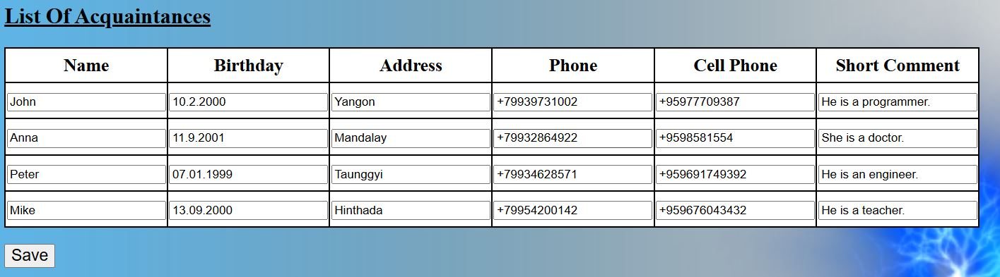 List Of Acquaintances
Name Birthday Address Phone Cell Phone Short Comment
John 10.2.2000 Yangon +79939731002 +95977709387 He is a programmer.
Anna 11.9.2001 Mandalay +79932864922 +9598581554 She is a doctor.
Peter 07.01.1999 Taunggyi +79934628571 +959691749392 He is an engineer.
Mike 13.09.2000 Hinthada +79954200142 +959676043432 He is a teacher.
Save